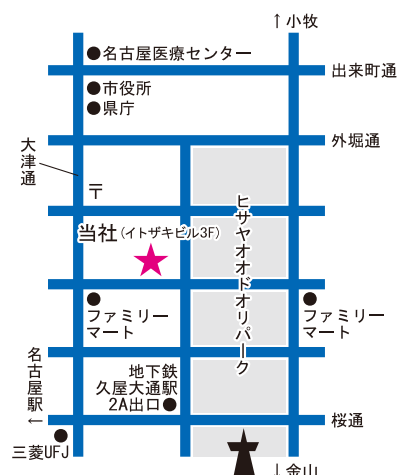 ↑小牧
●名古屋医療センター
出来町通
●市役所
●県庁
外堀通
大津通
〒
当社(イトザキビル3F)
★
ヒサヤオオドオリパーク
●
ファミリー
マート
●
ファミリー
マート
名古屋駅←
地下鉄
久屋大通駅
2A出口●
桜通
●
三菱UFJ
↓金山